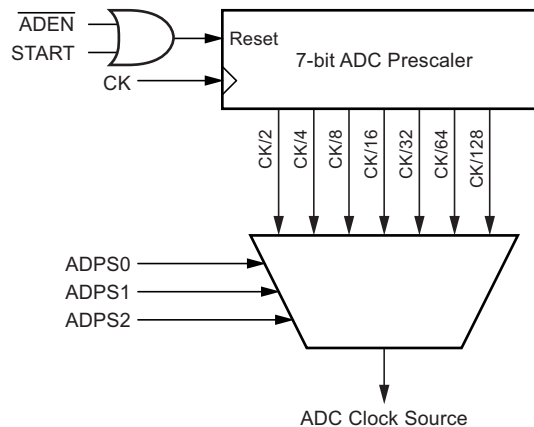 ADEN
START
Reset
7-bit ADC Prescaler
CK
CK/2
CK/4
CK/8
CK/16
CK/32
CK/64
CK/128
ADPS0
ADPS1
ADPS2
ADC Clock Source